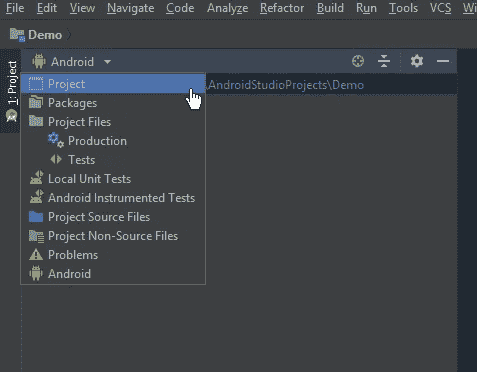 File Edit View Navigate Code Analyze Refactor Build Run Tools VCS
Demo
1: Project
Android
\AndroidStudioProjects\Demo
Project
Packages
Project Files
Production
Tests
Local Unit Tests
Android Instrumented Tests
Project Source Files
Project Non-Source Files
Problems
Android